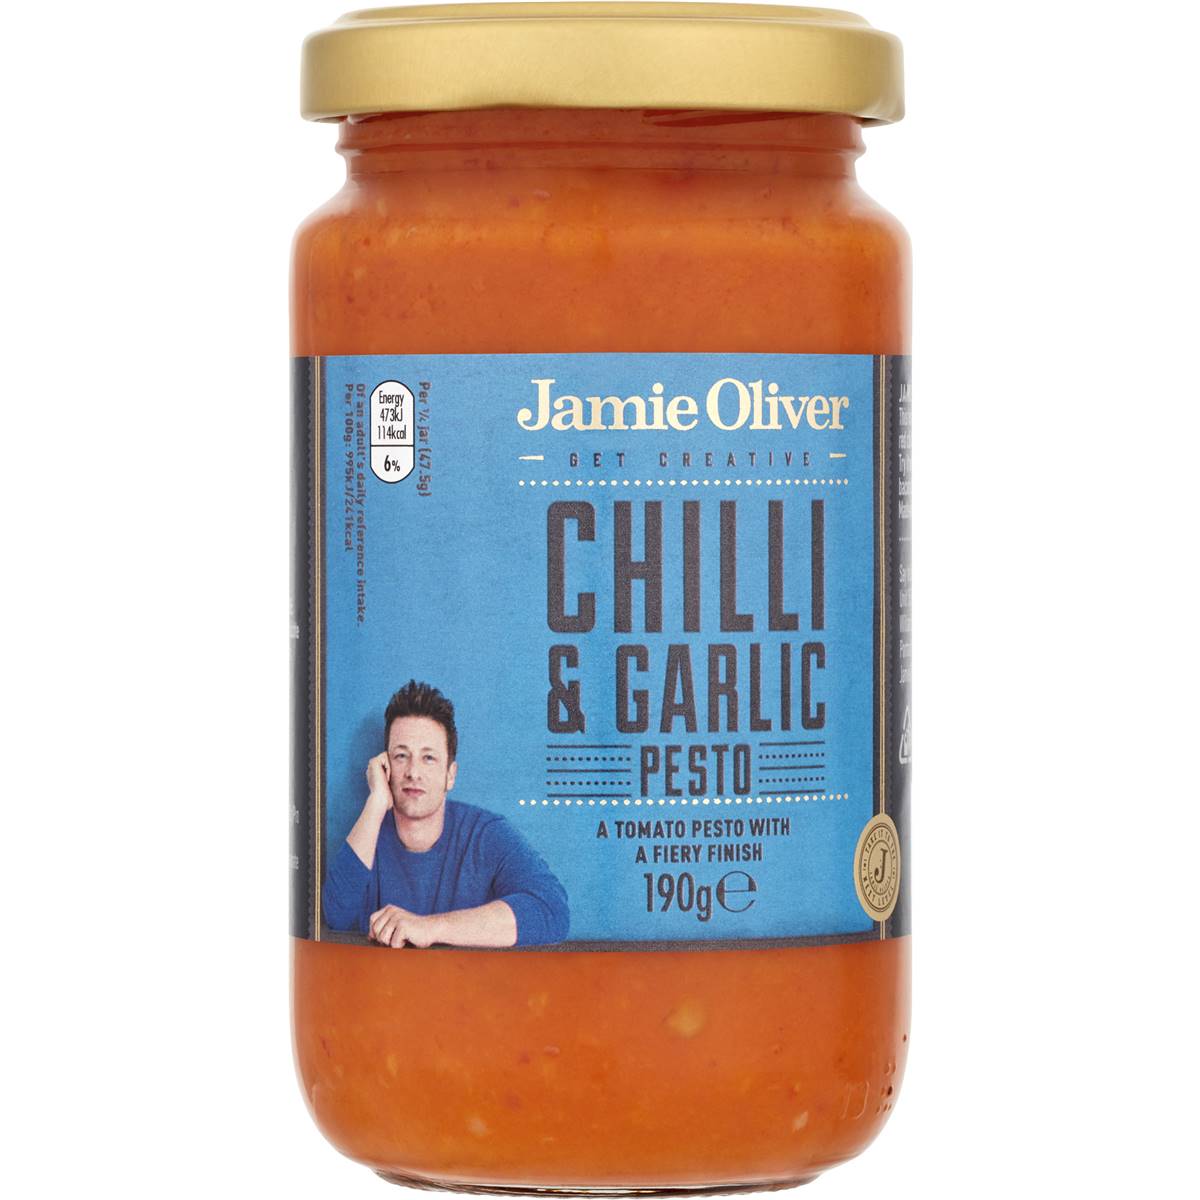 Jamie Oliver
GET CREATIVE
CHILLI
& GARLIC
PESTO
A TOMATO PESTO WITH
A FIERY FINISH
190g e
Per ¼ jar (47.5g)
Energy
473kJ
114kcal
6%
Of an adult's daily reference intake.
Per 100g: 995kJ/241kcal
J